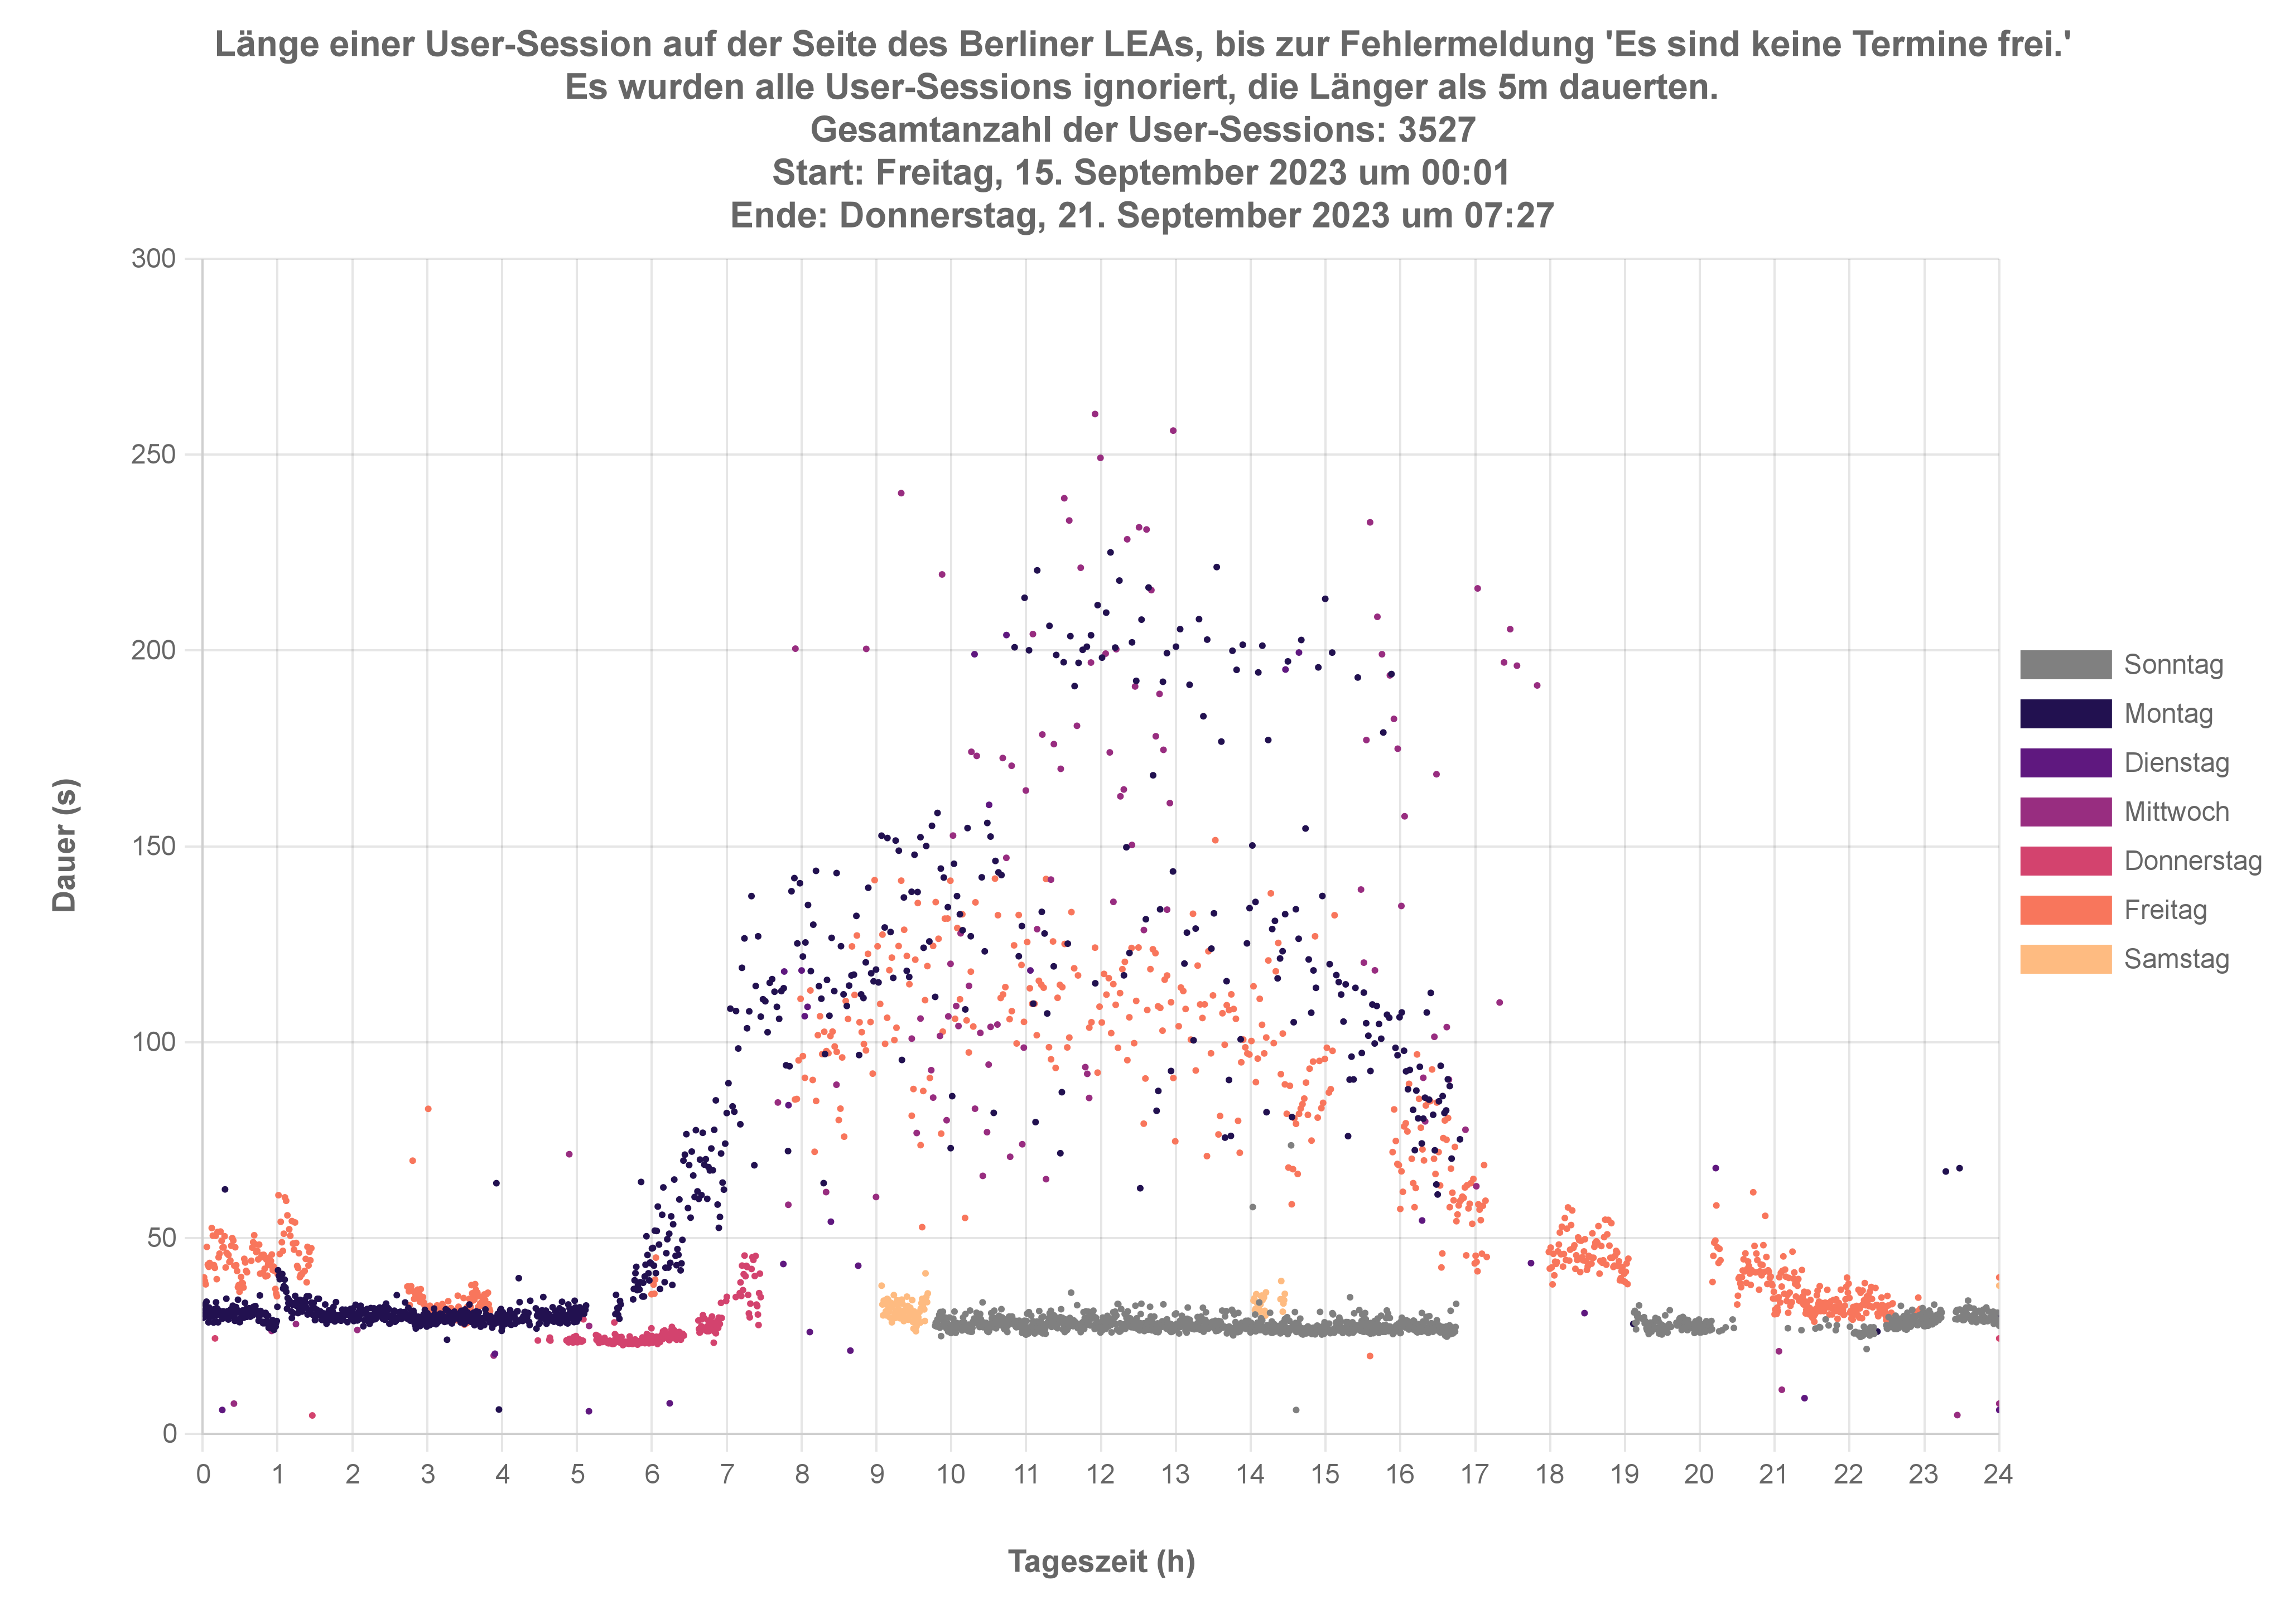 Länge einer User-Session auf der Seite des Berliner LEAs, bis zur Fehlermeldung 'Es sind keine Termine frei.'
Es wurden alle User-Sessions ignoriert, die Länger als 5m dauerten.
Gesamtanzahl der User-Sessions: 3527
Start: Freitag, 15. September 2023 um 00:01
Ende: Donnerstag, 21. September 2023 um 07:27
300
250
200
150
100
50
0
Dauer (s)
0 1 2 3 4 5 6 7 8 9 10 11 12 13 14 15 16 17 18 19 20 21 22 23 24
Tageszeit (h)
Sonntag
Montag
Dienstag
Mittwoch
Donnerstag
Freitag
Samstag